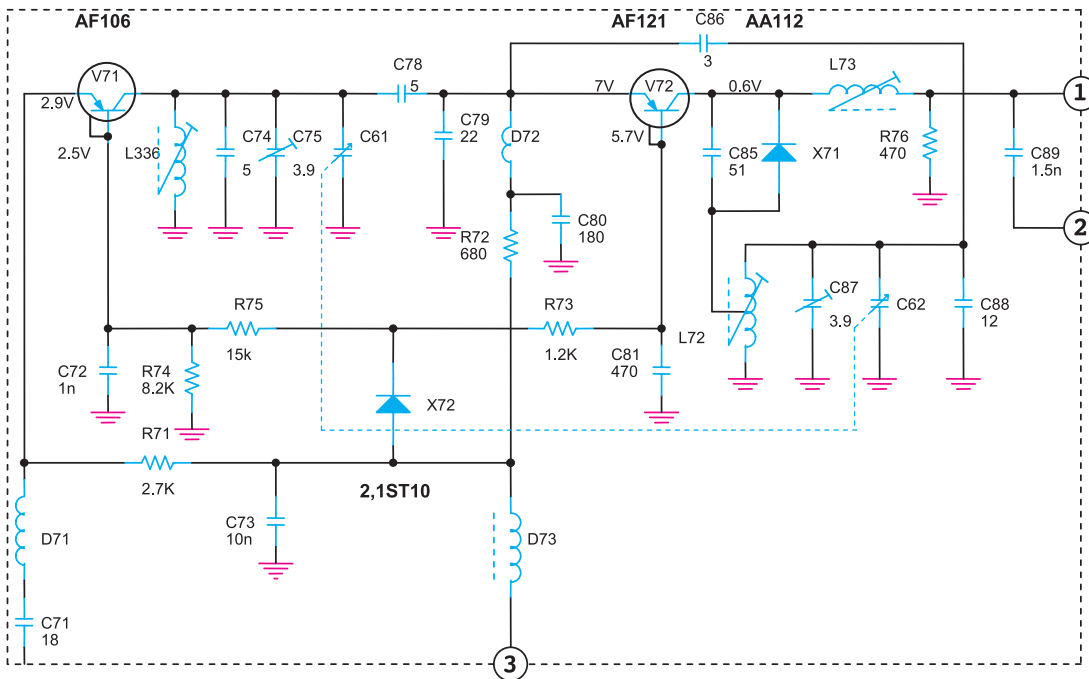 AF106
AF121
AA112
C86
3
V71
C78
5
V72
L73
2.9V
7V
0.6V
1
2.5V
L336
C74
5
C75
3.9
C61
C79
22
D72
5.7V
C85
51
X71
R76
470
C89
1.5n
2
R72
680
C80
180
R75
15k
R73
1.2K
L72
C87
3.9
C62
C88
12
C72
1n
R74
8.2K
C81
470
X72
R71
2.7K
2,1ST10
C73
10n
D71
D73
C71
18
3